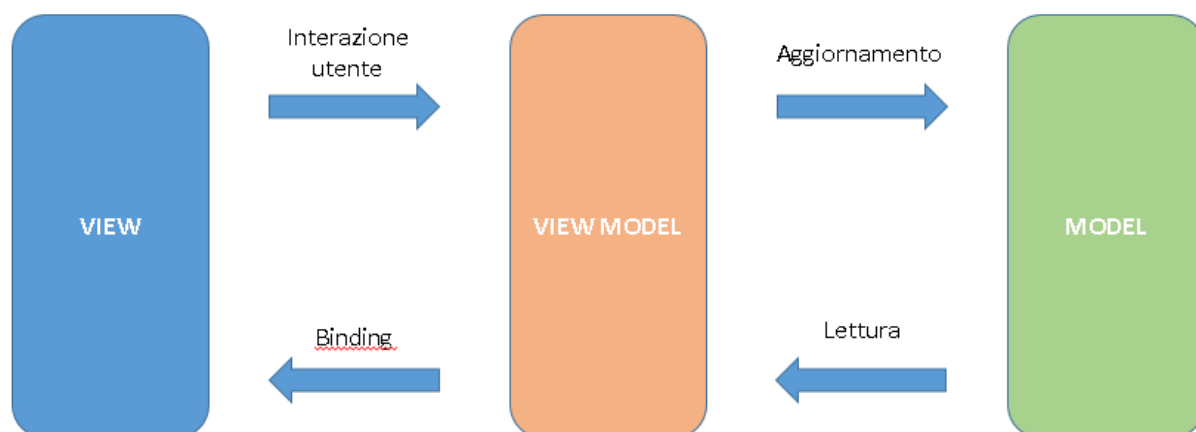 Interazione
utente
Aggiornamento
VIEW
VIEW MODEL
MODEL
Binding
Lettura